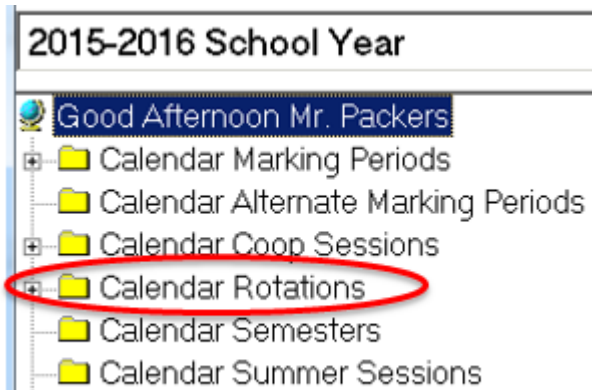 2015-2016 School Year
Good Afternoon Mr. Packers
Calendar Marking Periods
Calendar Alternate Marking Periods
Calendar Coop Sessions
Calendar Rotations
Calendar Semesters
Calendar Summer Sessions